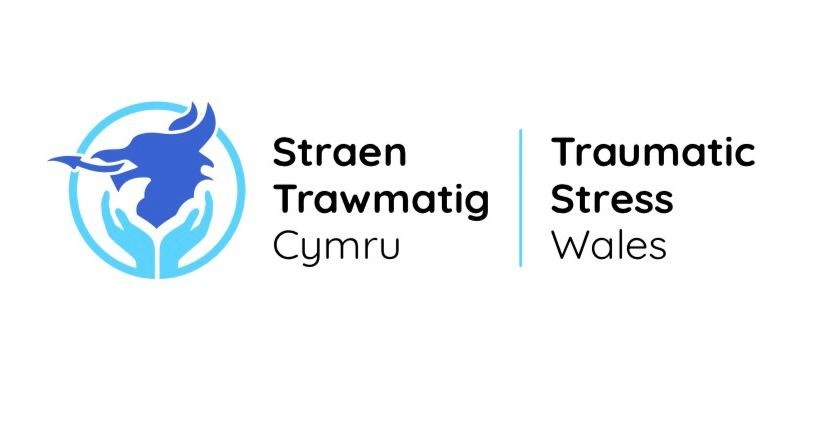 Straen
Trawmatig
Cymru
Traumatic
Stress
Wales